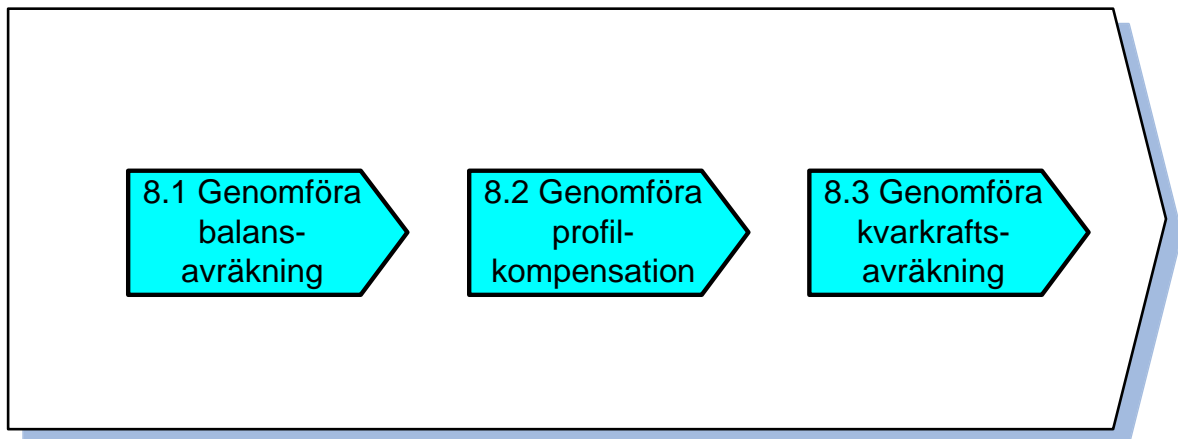 8.1 Genomföra
balans-
avräkning
8.2 Genomföra
profil-
kompensation
8.3 Genomföra
kvarkrafts-
avräkning